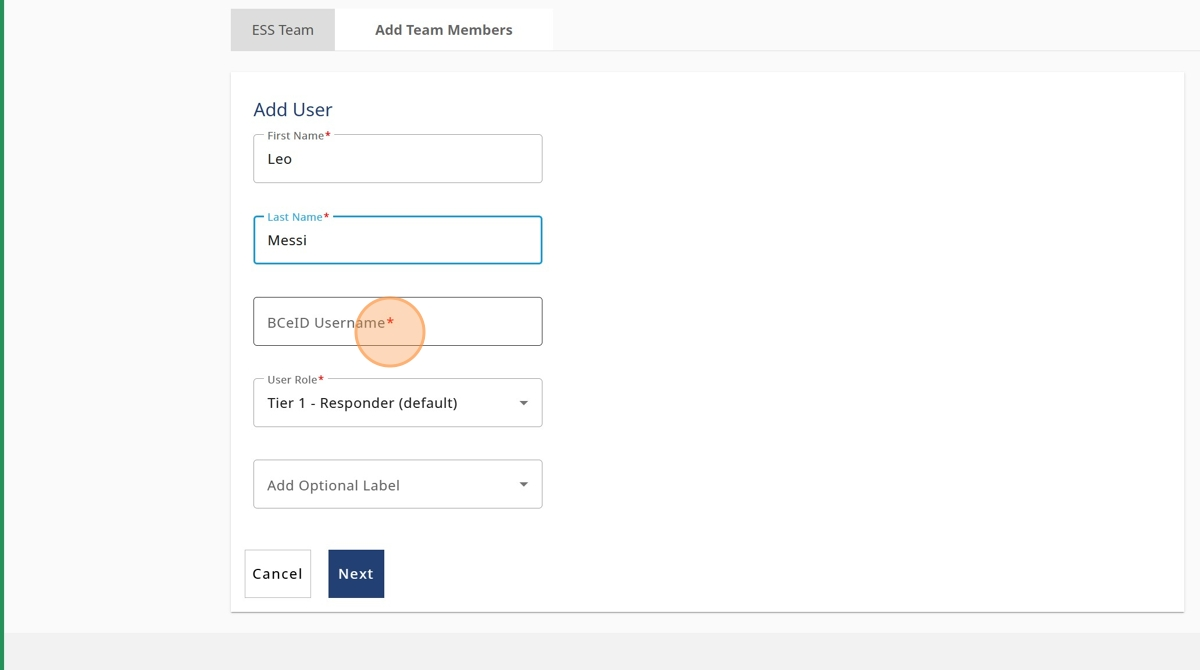 ESS Team
Add Team Members
Add User
First Name*
Leo
Last Name*
Messi
BCeID Username*
User Role*
Tier 1 - Responder (default)
Add Optional Label
Cancel
Next